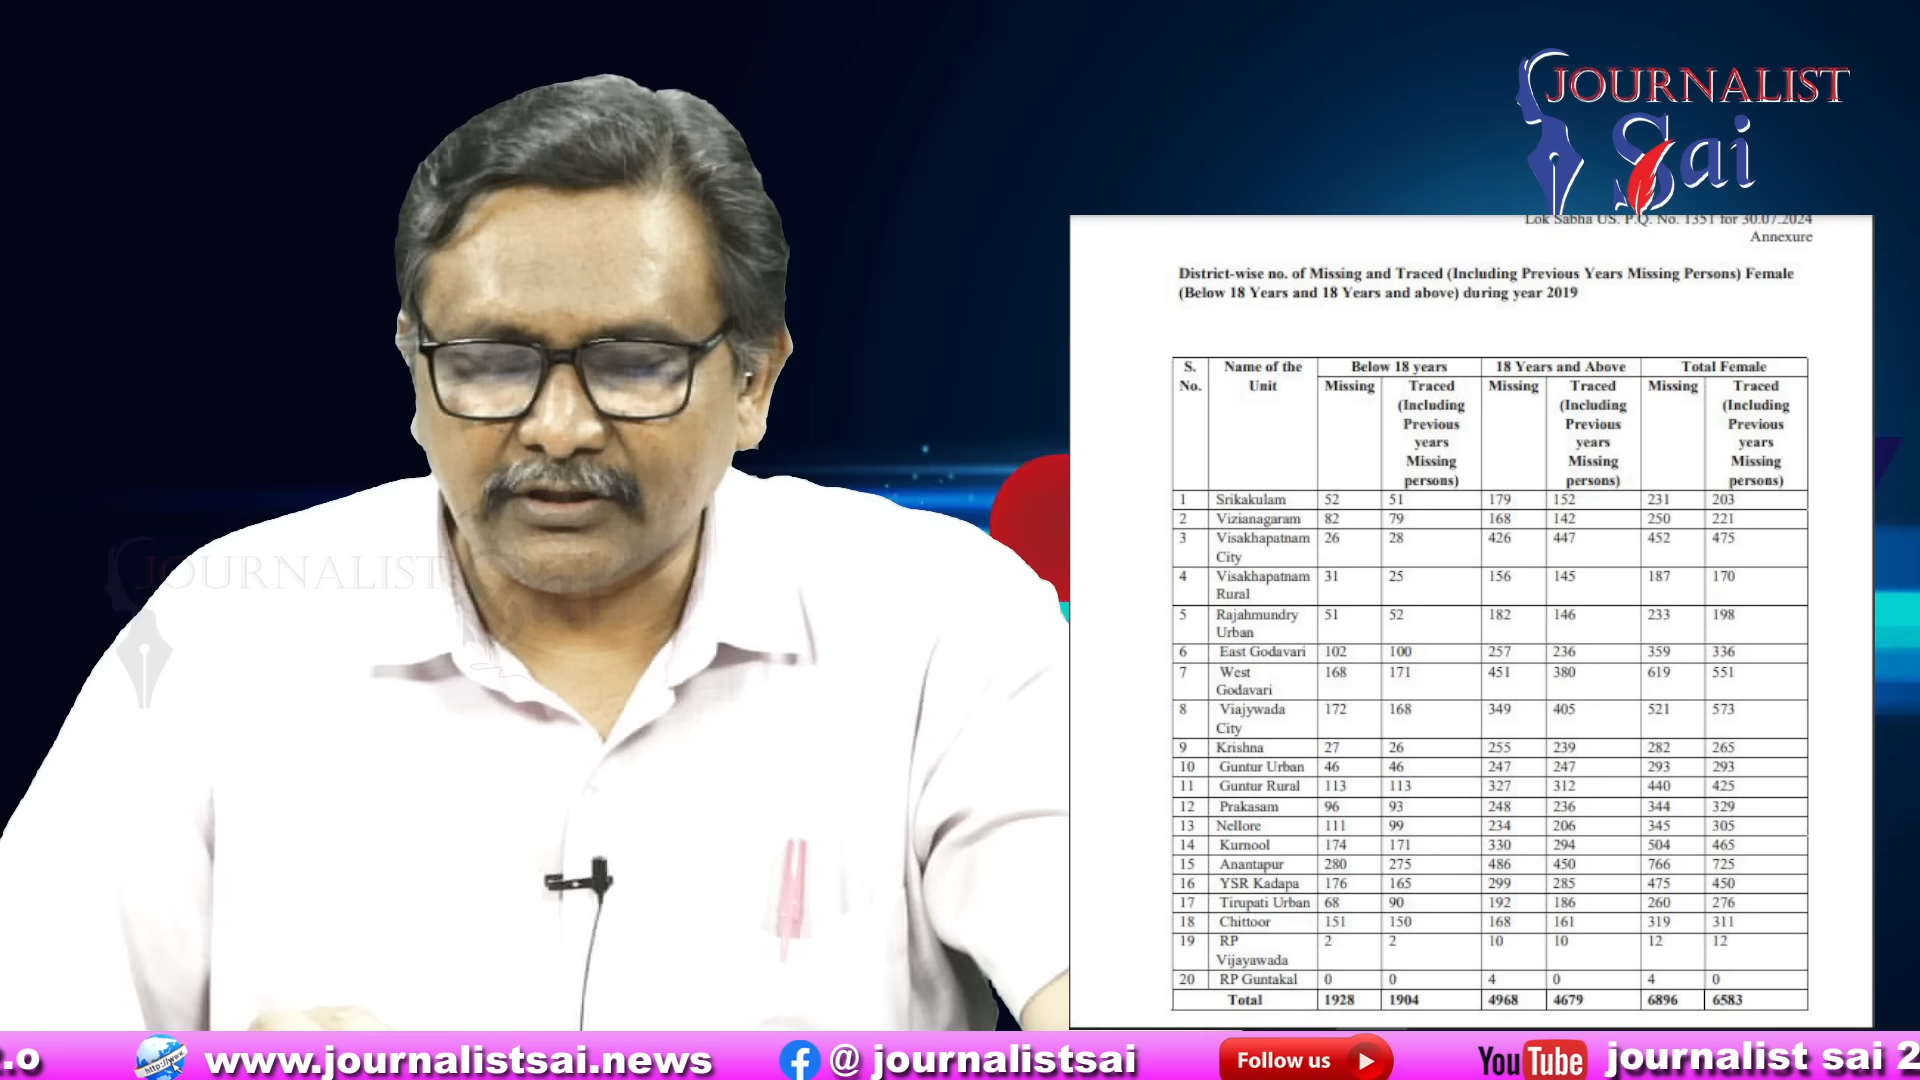 JOURNALIST
Sai
Lok Sabha US. P.Q. No. 1351 for 30.07.2024
Annexure
District-wise no. of Missing and Traced (Including Previous Years Missing Persons) Female
(Below 18 Years and 18 Years and above) during year 2019
S. No. Name of the Unit Below 18 years 18 Years and Above Total Female
Missing Traced (Including Previous years Missing persons) Missing Traced (Including Previous years Missing persons) Missing Traced (Including Previous years Missing persons)
1 Srikakulam 52 51 179 152 231 203
2 Vizianagaram 82 79 168 142 250 221
3 Visakhapatnam City 26 28 426 447 452 475
4 Visakhapatnam Rural 31 25 156 145 187 170
5 Rajahmundry Urban 51 52 182 146 233 198
6 East Godavari 102 100 257 236 359 336
7 West Godavari 168 171 451 380 619 551
8 Viajywada City 172 168 349 405 521 573
9 Krishna 27 26 255 239 282 265
10 Guntur Urban 46 46 247 247 293 293
11 Guntur Rural 113 113 327 312 440 425
12 Prakasam 96 93 248 236 344 329
13 Nellore 111 99 234 206 345 305
14 Kurnool 174 171 330 294 504 465
15 Anantapur 280 275 486 450 766 725
16 YSR Kadapa 176 165 299 285 475 450
17 Tirupati Urban 68 90 192 186 260 276
18 Chittoor 151 150 168 161 319 311
19 RP Vijayawada 2 2 10 10 12 12
20 RP Guntakal 0 0 4 0 4 0
Total 1928 1904 4968 4679 6896 6583
JOURNALIST
.o www.journalistsai.news @ journalistsai Follow us YouTube journalist sai 2